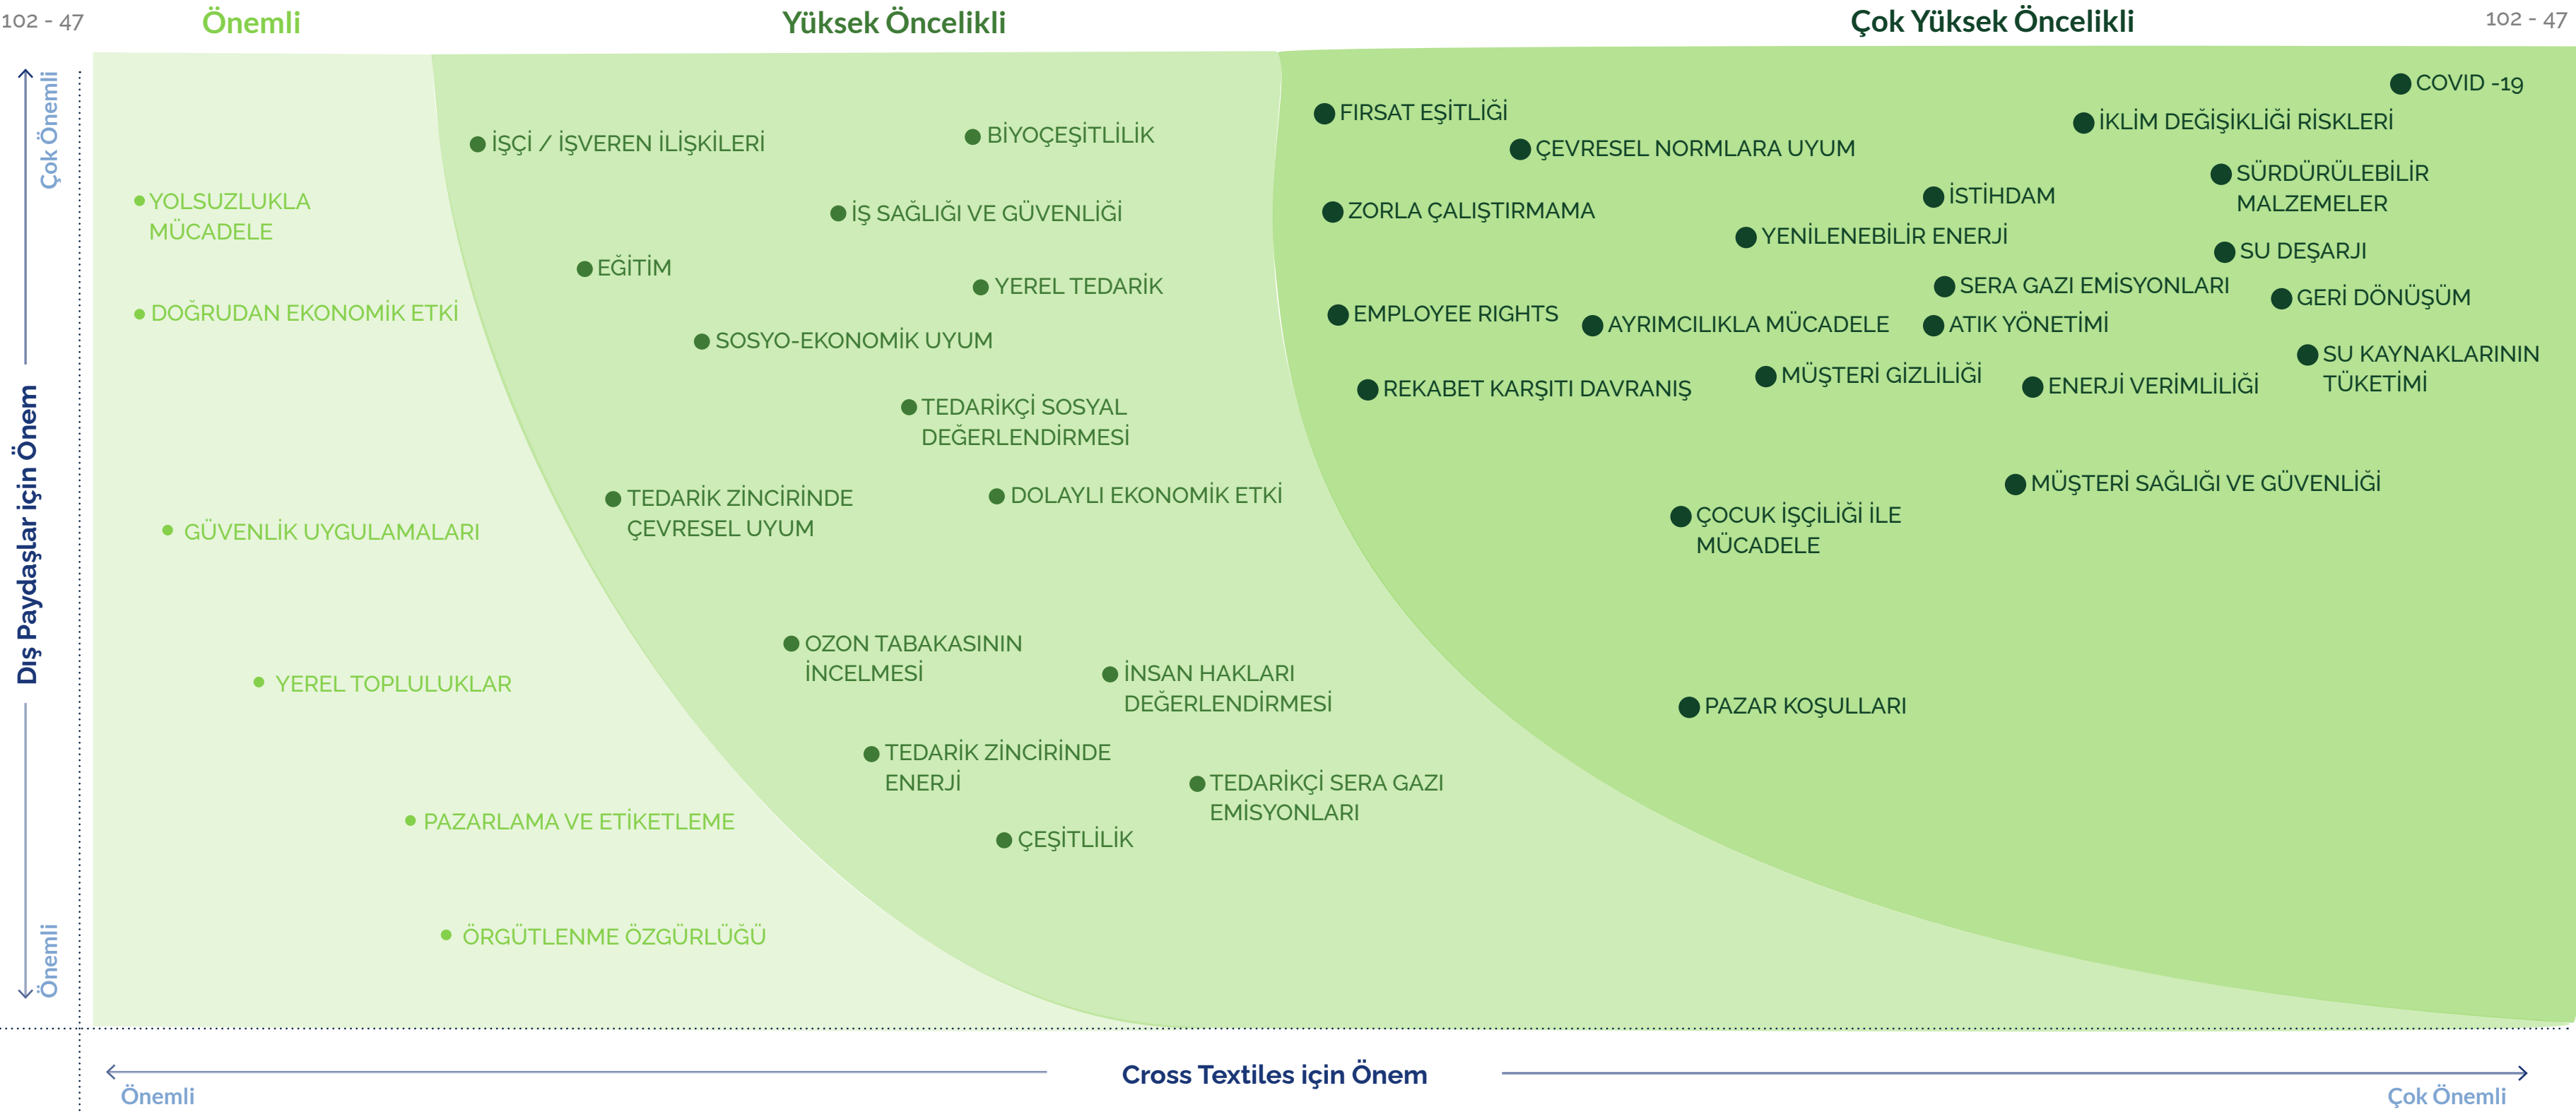 102 - 47
Önemli
Yüksek Öncelikli
Çok Yüksek Öncelikli
102 - 47
Çok Önemli
Dış Paydaşlar için Önem
Önemli
YOLSUZLUKLA
MÜCADELE
DOĞRUDAN EKONOMİK ETKİ
GÜVENLİK UYGULAMALARI
YEREL TOPLULUKLAR
PAZARLAMA VE ETİKETLEME
ÖRGÜTLENME ÖZGÜRLÜĞÜ
İŞÇİ / İŞVEREN İLİŞKİLERİ
BİYOÇEŞİTLİLİK
İŞ SAĞLIĞI VE GÜVENLİĞİ
EĞİTİM
YEREL TEDARİK
SOSYO-EKONOMİK UYUM
TEDARİKÇİ SOSYAL
DEĞERLENDİRMESİ
TEDARİK ZİNCİRİNDE
ÇEVRESEL UYUM
DOLAYLI EKONOMİK ETKİ
OZON TABAKASININ
İNCELMESİ
İNSAN HAKLARI
DEĞERLENDİRMESİ
TEDARİK ZİNCİRİNDE
ENERJİ
TEDARİKÇİ SERA GAZI
EMİSYONLARI
ÇEŞİTLİLİK
COVID -19
FIRSAT EŞİTLİĞİ
İKLİM DEĞİŞİKLİĞİ RİSKLERİ
ÇEVRESEL NORMLARA UYUM
SÜRDÜRÜLEBİLİR
MALZEMELER
İSTİHDAM
ZORLA ÇALIŞTIRMAMA
YENİLENEBİLİR ENERJİ
SU DEŞARJI
SERA GAZI EMİSYONLARI
GERİ DÖNÜŞÜM
EMPLOYEE RIGHTS
AYRIMCILIKLA MÜCADELE
ATIK YÖNETİMİ
SU KAYNAKLARININ
TÜKETİMİ
MÜŞTERİ GİZLİLİĞİ
REKABET KARŞITI DAVRANIŞ
ENERJİ VERİMLİLİĞİ
MÜŞTERİ SAĞLIĞI VE GÜVENLİĞİ
ÇOCUK İŞÇİLİĞİ İLE
MÜCADELE
PAZAR KOŞULLARI
Cross Textiles için Önem
Önemli
Çok Önemli